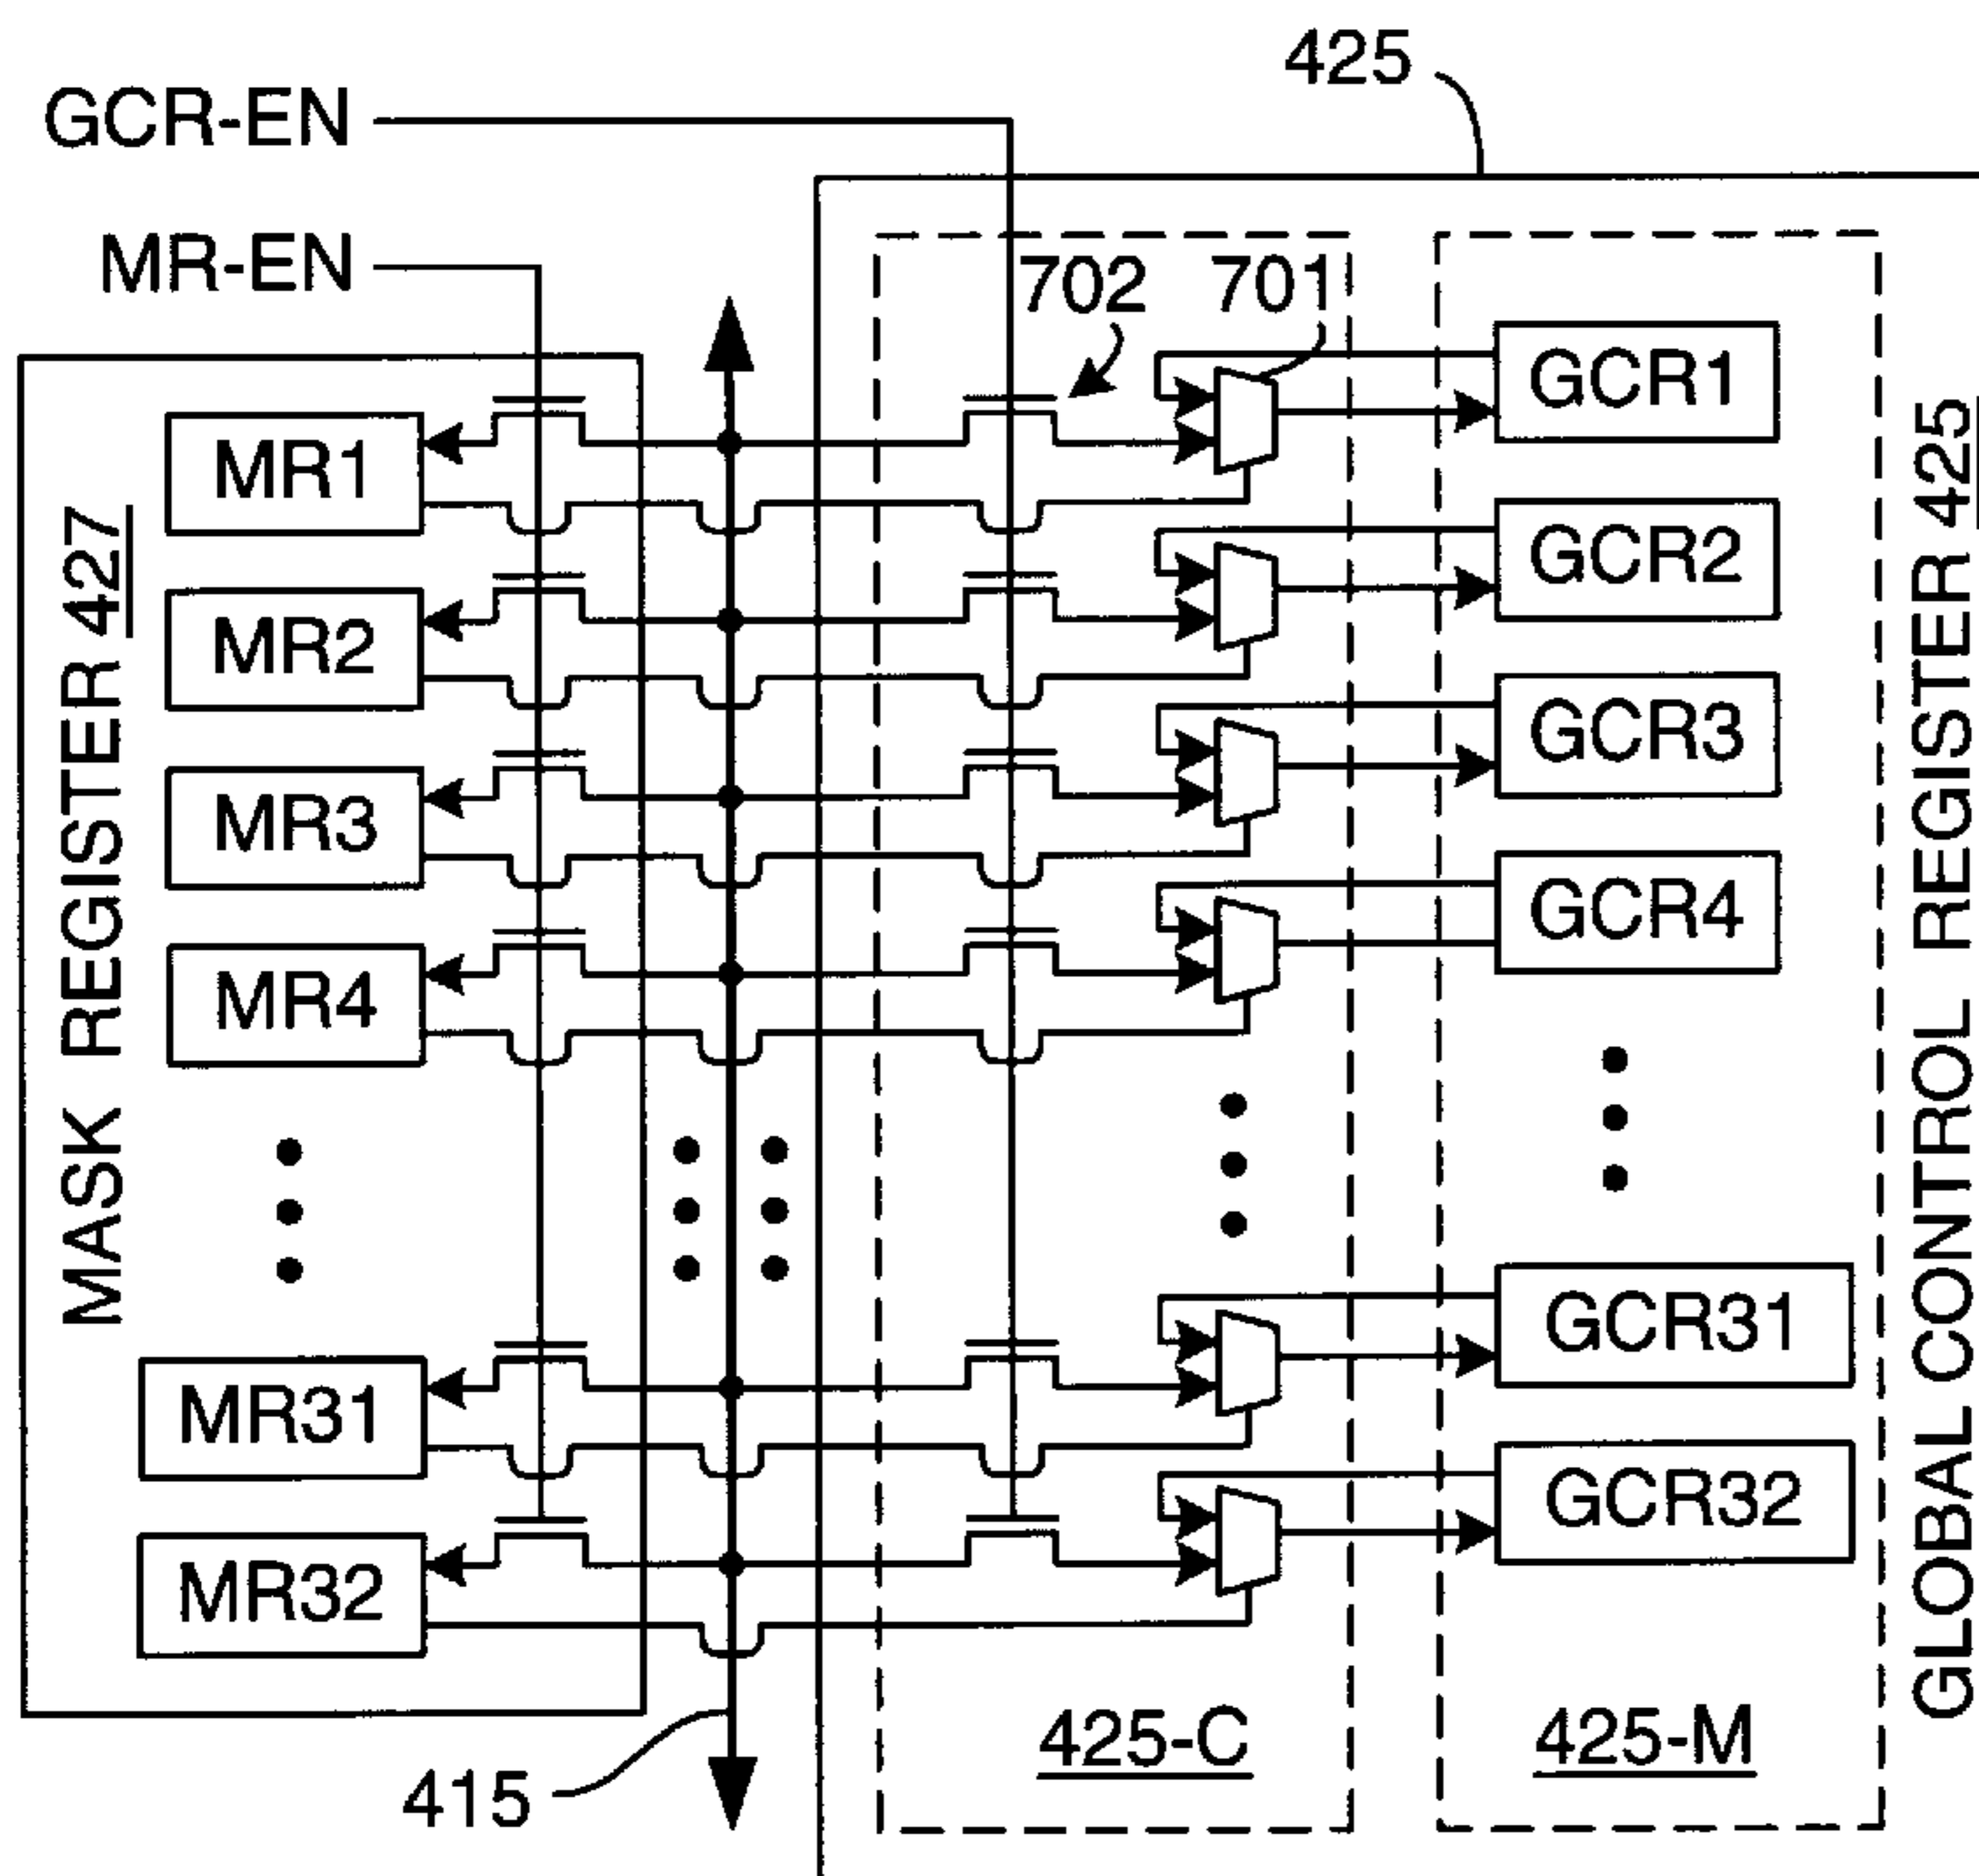 425
GCR-EN
MR-EN
702 701
GCR1
MR1
GCR2
MR2
GCR3
MR3
GCR4
MR4
GCR31
MR31
GCR32
MR32
MASK REGISTER 427
GLOBAL CONTROL REGISTER 425
425-C 425-M
415